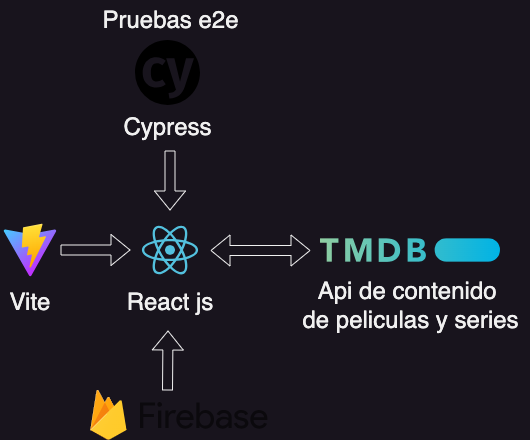 Pruebas e2e
cy
Cypress
TMDB
Vite
React js
Api de contenido
de peliculas y series
Firebase